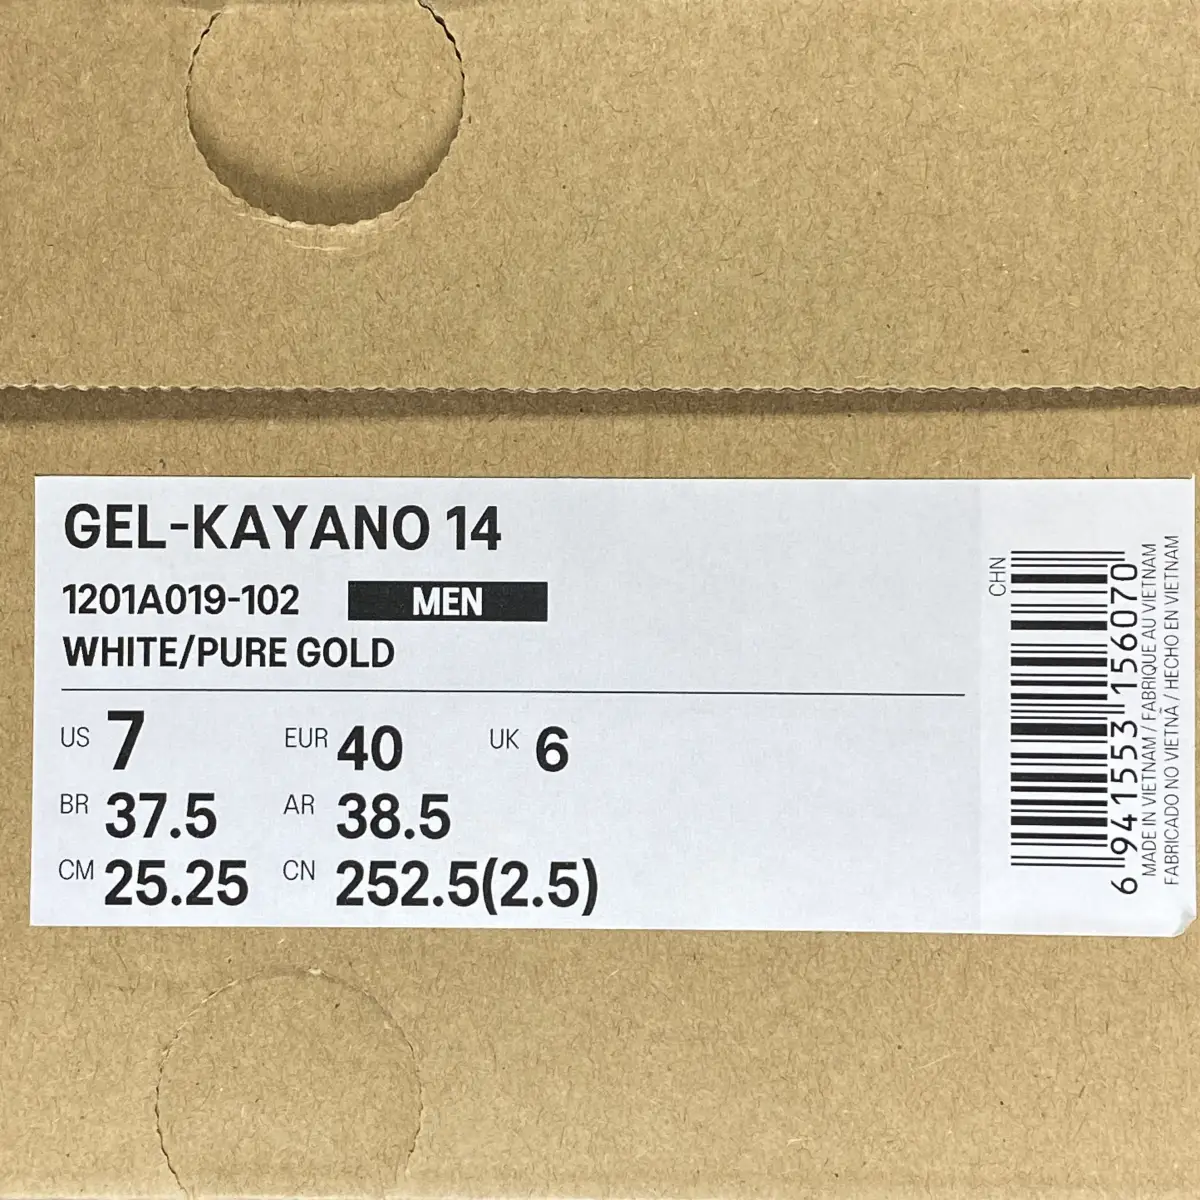 GEL-KAYANO 14
1201A019-102 MEN
WHITE/PURE GOLD
US 7 EUR 40 UK 6
BR 37.5 AR 38.5
CM 25.25 CN 252.5(2.5)
CHN
6 941553 156070
MADE IN VIETNAM / FABRIQUE AU VIETNAM
FABRICADO NO VIETNÃ / HECHO EN VIETNAM